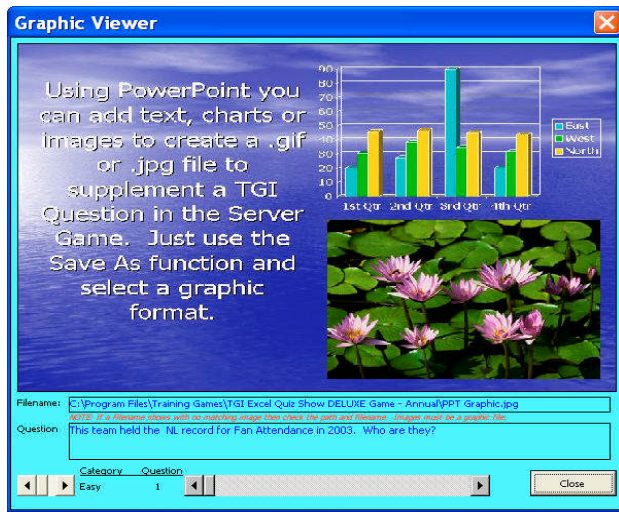 Graphic Viewer
Using PowerPoint you
can add text, charts or
images to create a .gif
or .jpg file to
supplement a TGI
Question in the Server
Game.  Just use the
Save As function and
select a graphic
format.
90
80
70
60
50
40
30
20
10
0
1st Qtr 2nd Qtr 3rd Qtr 4th Qtr
East
West
North
Filename: C:\Program Files\Training Games\TGI Excel Quiz Show DELUXE Game - Annual\PPT Graphic.jpg
NOTE: If a Filename shows with no matching image then check the path and filename.  Images must be a graphic file.
Question This team held the  NL record for Fan Attendance in 2003.  Who are they?
Category Question
Easy 1
Close